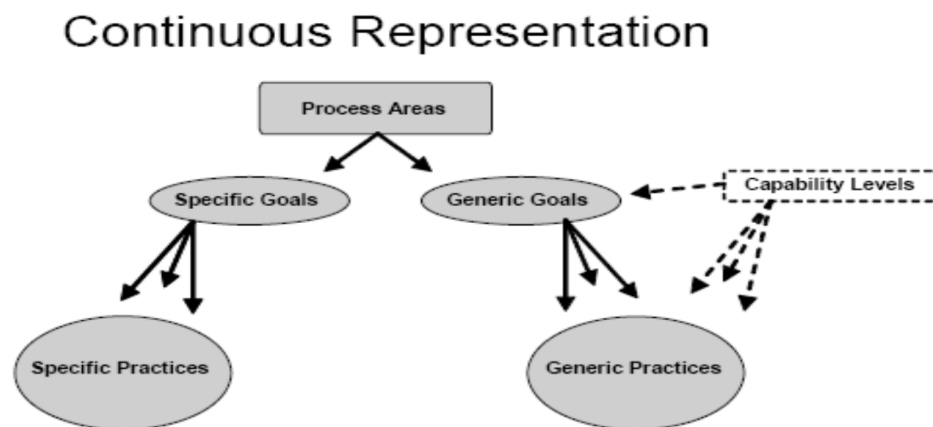 Continuous Representation
Process Areas
Specific Goals
Generic Goals
Capability Levels
Specific Practices
Generic Practices